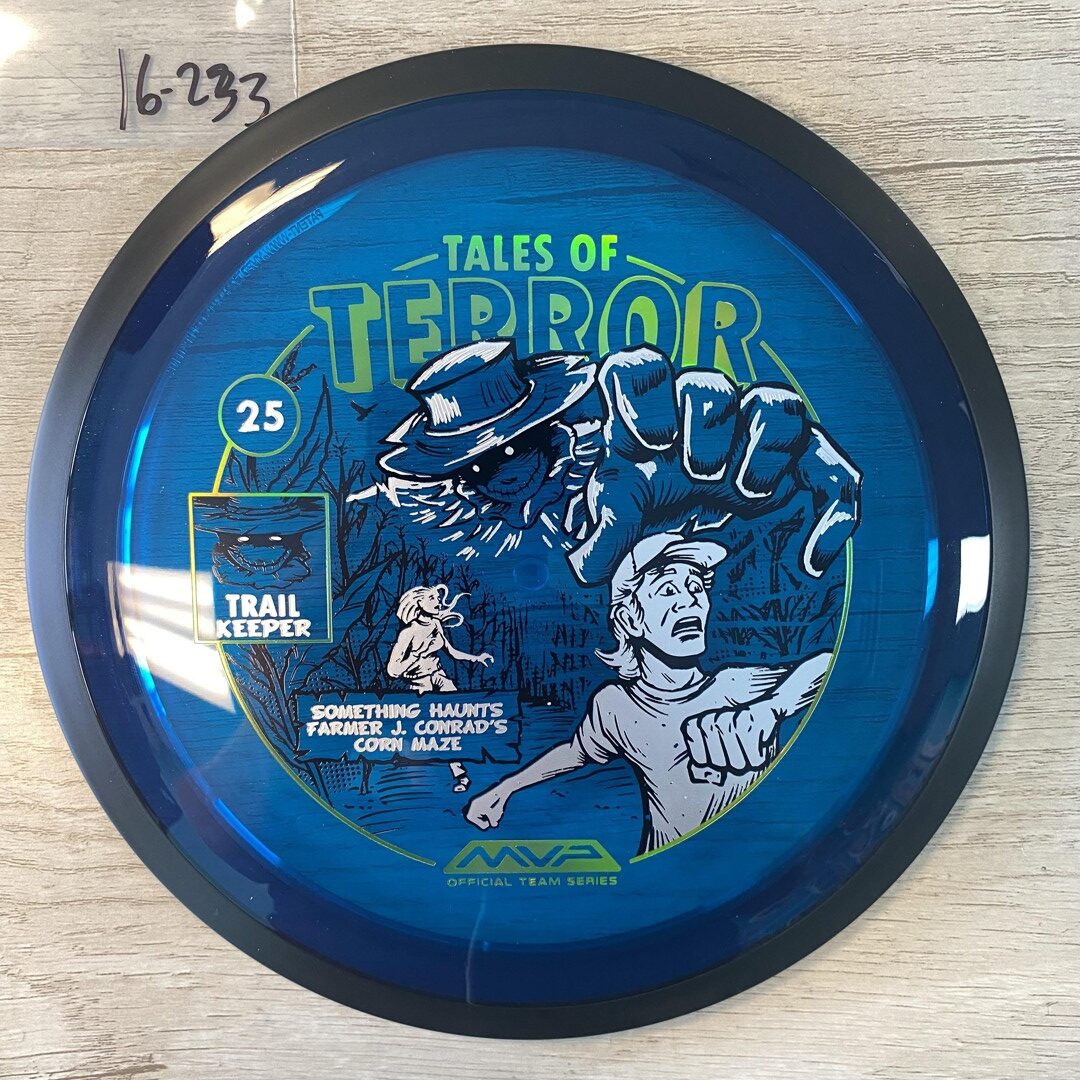 16-233
TALES OF
TERROR
25
TRAIL
KEEPER
SOMETHING HAUNTS
FARMER J. CONRAD'S
CORN MAZE
MVP
OFFICIAL TEAM SERIES